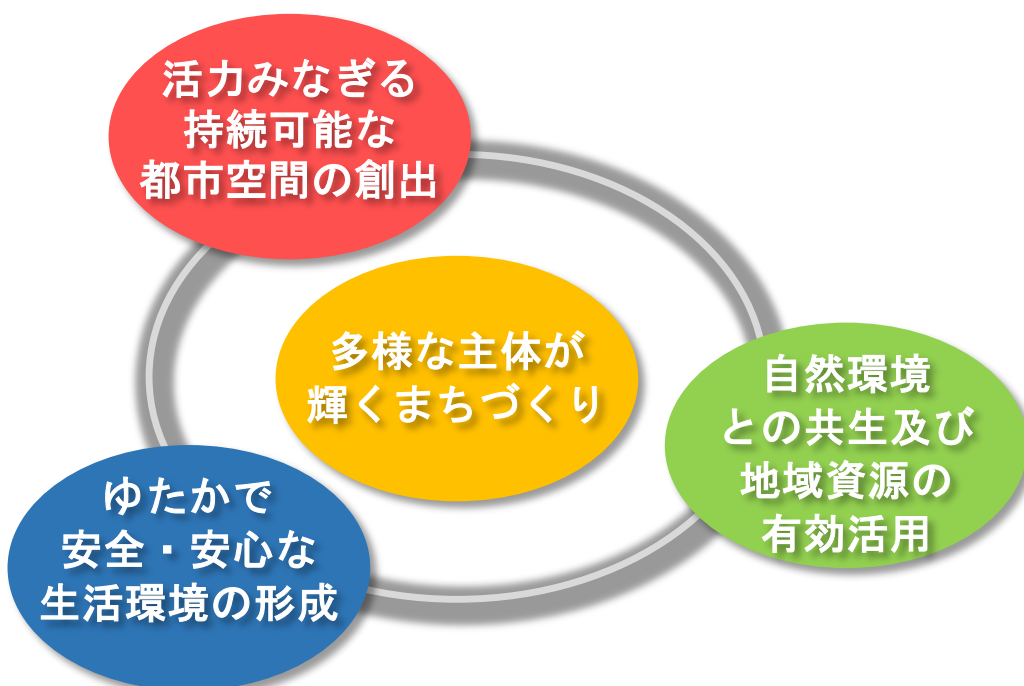 活力みなぎる
持続可能な
都市空間の創出
多様な主体が
輝くまちづくり
自然環境
との共生及び
地域資源の
有効活用
ゆたかで
安全・安心な
生活環境の形成